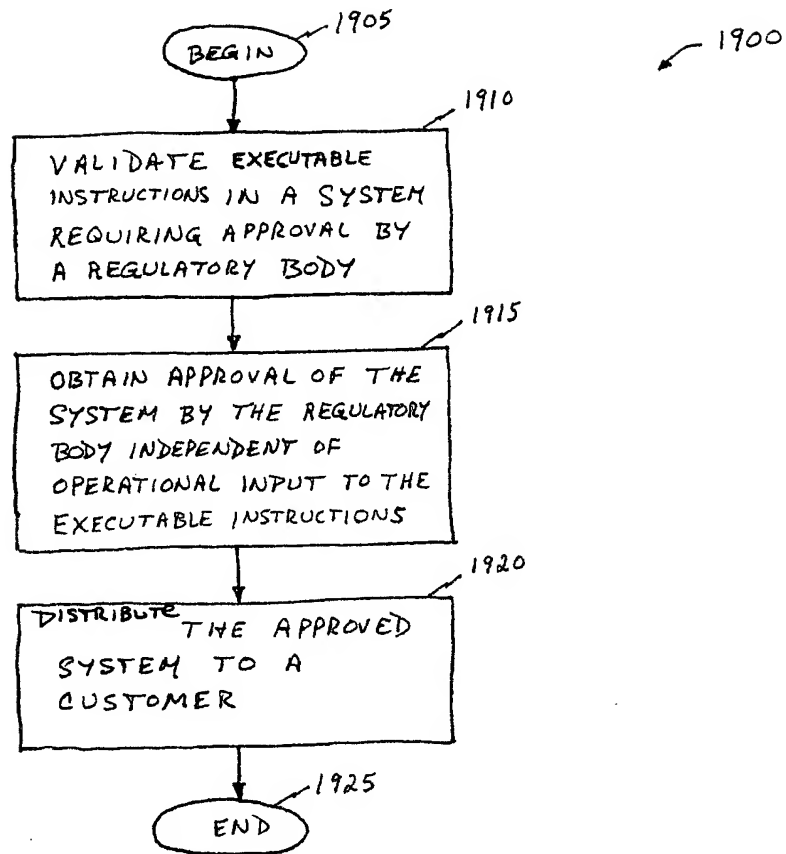 1905
BEGIN
1900
1910
VALIDATE EXECUTABLE
INSTRUCTIONS IN A SYSTEM
REQUIRING APPROVAL BY
A REGULATORY BODY
1915
OBTAIN APPROVAL OF THE
SYSTEM BY THE REGULATORY
BODY INDEPENDENT OF
OPERATIONAL INPUT TO THE
EXECUTABLE INSTRUCTIONS
1920
DISTRIBUTE THE APPROVED
SYSTEM TO A
CUSTOMER
1925
END